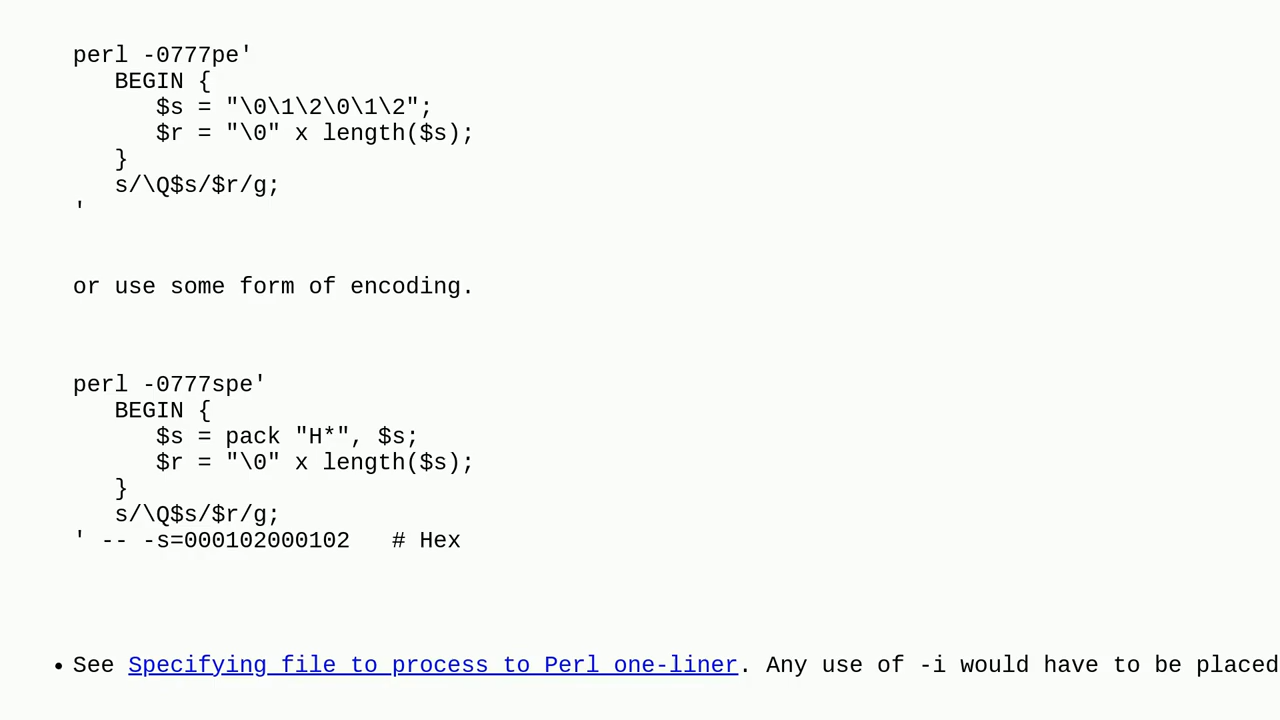 perl -0777pe'
   BEGIN {
      $s = "\0\1\2\0\1\2";
      $r = "\0" x length($s);
   }
   s/\Q$s/$r/g;
'
or use some form of encoding.
perl -0777spe'
   BEGIN {
      $s = pack "H*", $s;
      $r = "\0" x length($s);
   }
   s/\Q$s/$r/g;
' -- -s=000102000102   # Hex
• See Specifying file to process to Perl one-liner. Any use of -i would have to be placed